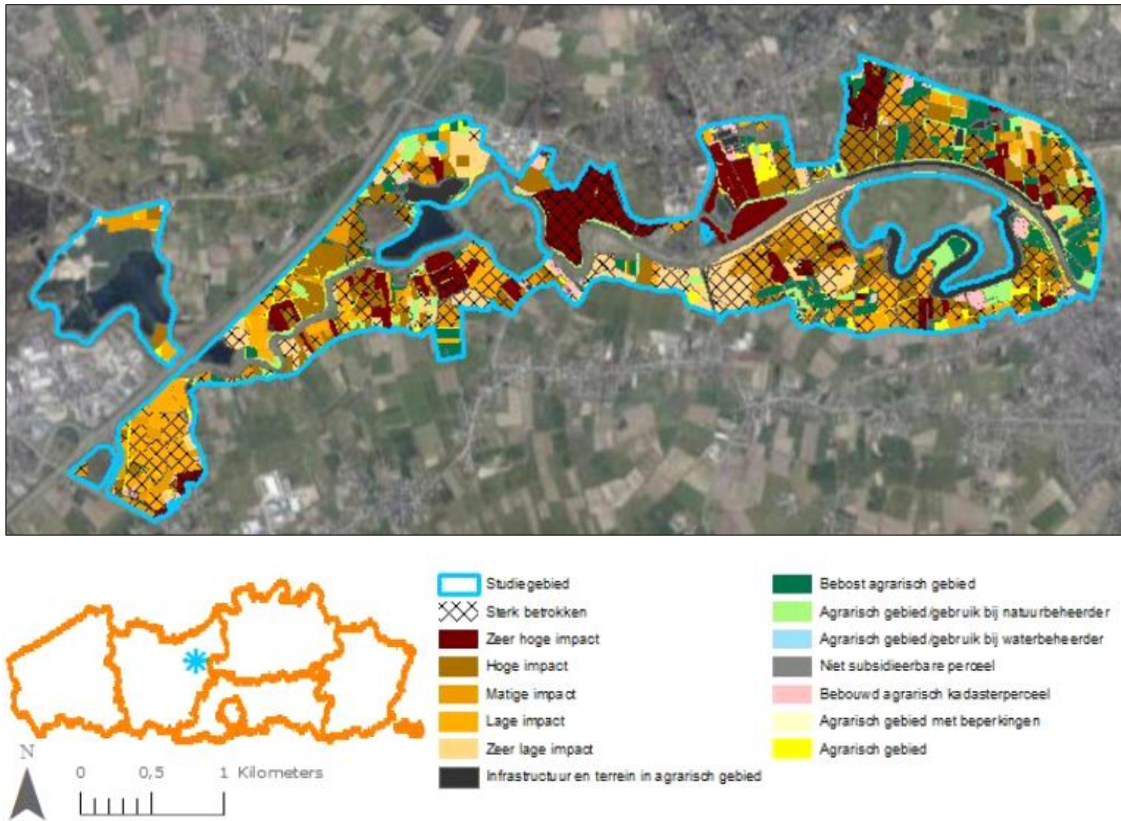 Studiegebied
Sterk betrokken
Zeer hoge impact
Hoge impact
Matige impact
Lage impact
Zeer lage impact
Infrastructuur en terrein in agrarisch gebied
Bebost agrarisch gebied
Agrarisch gebied/gebruik bij natuurbeheerder
Agrarisch gebied/gebruik bij waterbeheerder
Niet subsidieerbare perceel
Bebouwd agrarisch kadasterperceel
Agrarisch gebied met beperkingen
Agrarisch gebied
N
0 0,5 1 Kilometers